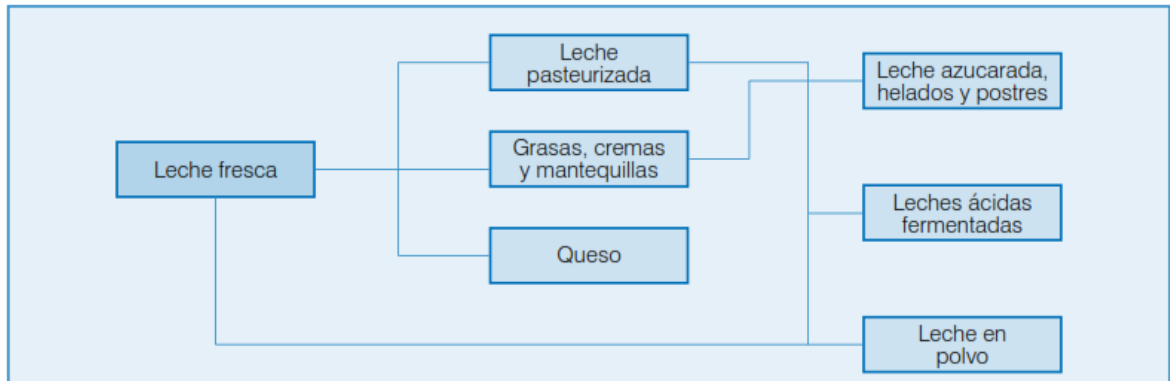 Leche fresca
Leche
pasteurizada
Grasas, cremas
y mantequillas
Queso
Leche azucarada,
helados y postres
Leches ácidas
fermentadas
Leche en
polvo